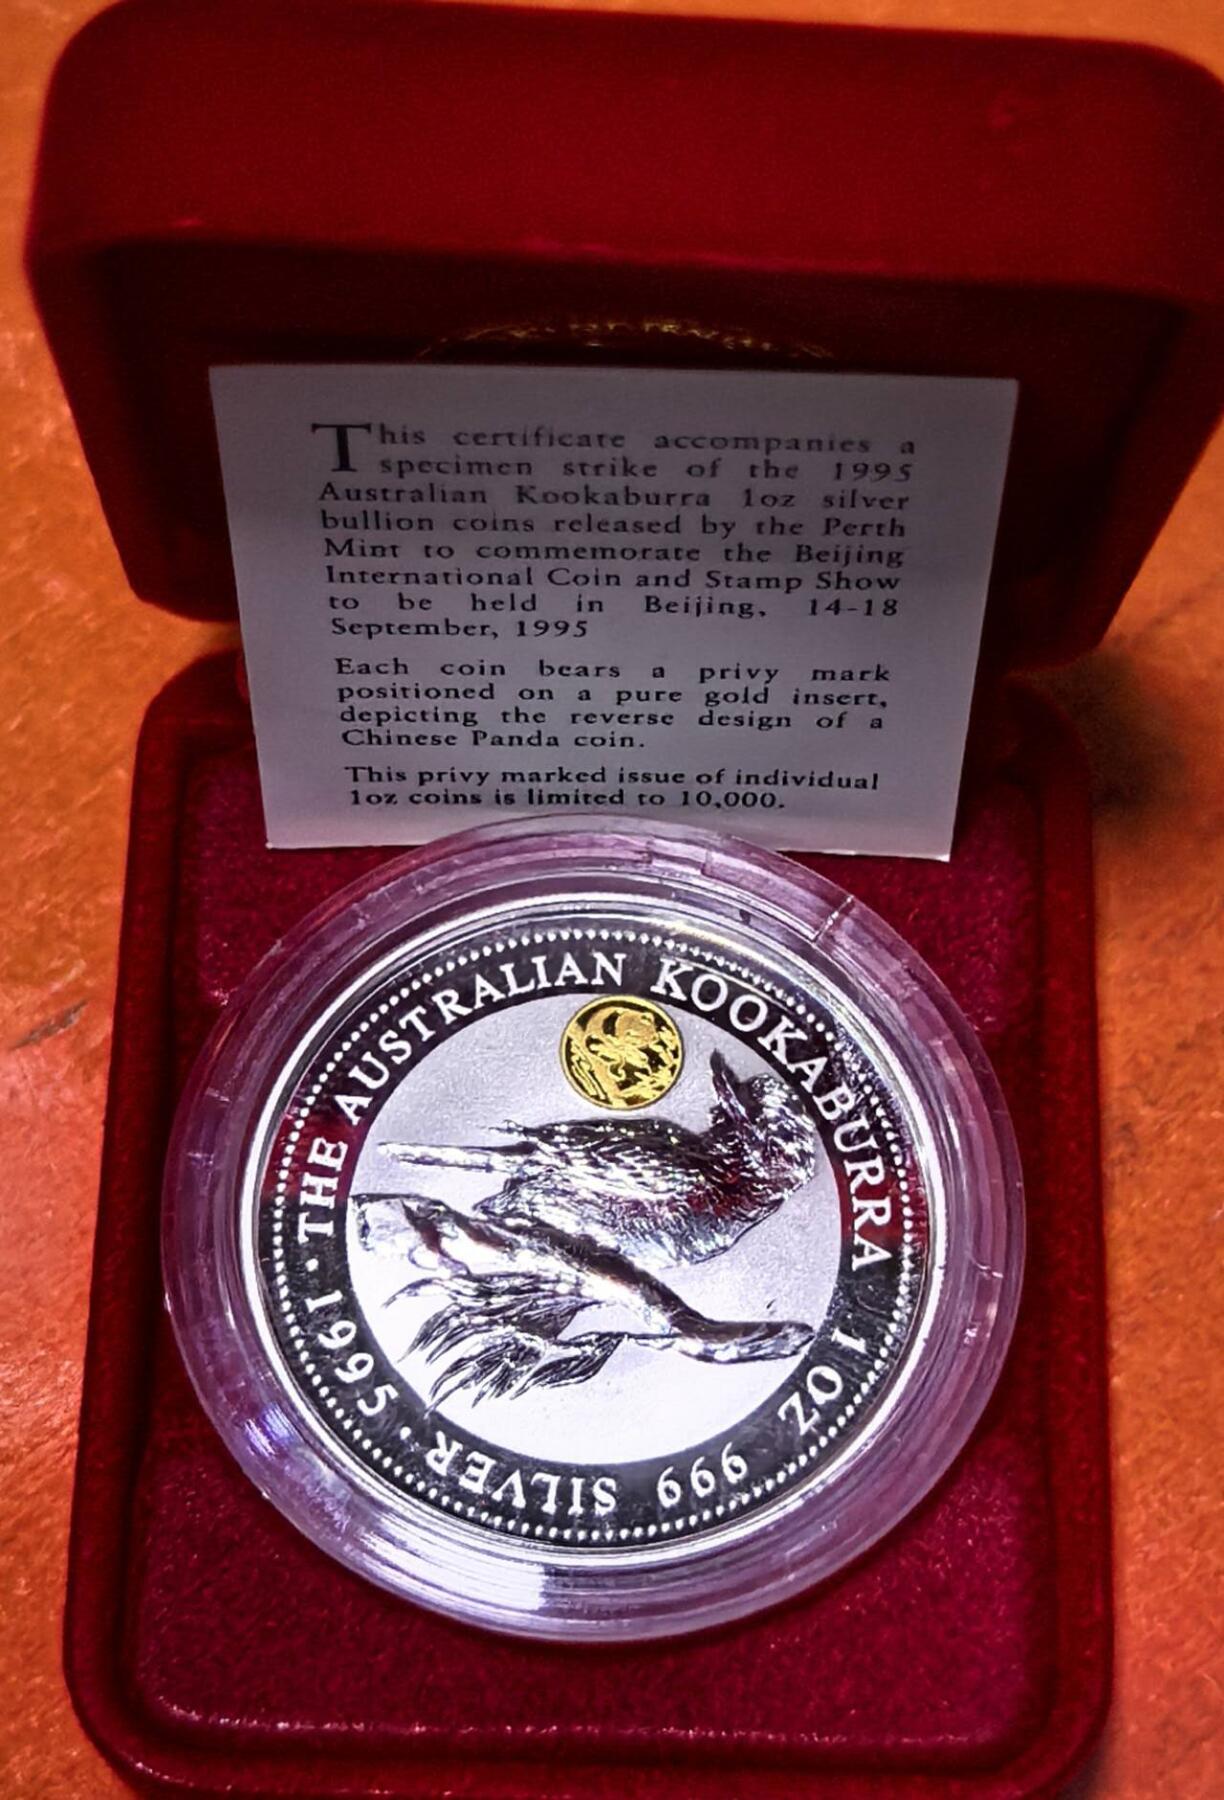 This certificate accompanies a
specimen strike of the 1995
Australian Kookaburra 1oz silver
bullion coins released by the Perth
Mint to commemorate the Beijing
International Coin and Stamp Show
to be held in Beijing, 14-18
September, 1995
Each coin bears a privy mark
positioned on a pure gold insert,
depicting the reverse design of a
Chinese Panda coin.
This privy marked issue of individual
1oz coins is limited to 10,000.
· THE AUSTRALIAN KOOKABURRA 1 OZ 999 SILVER · 1995